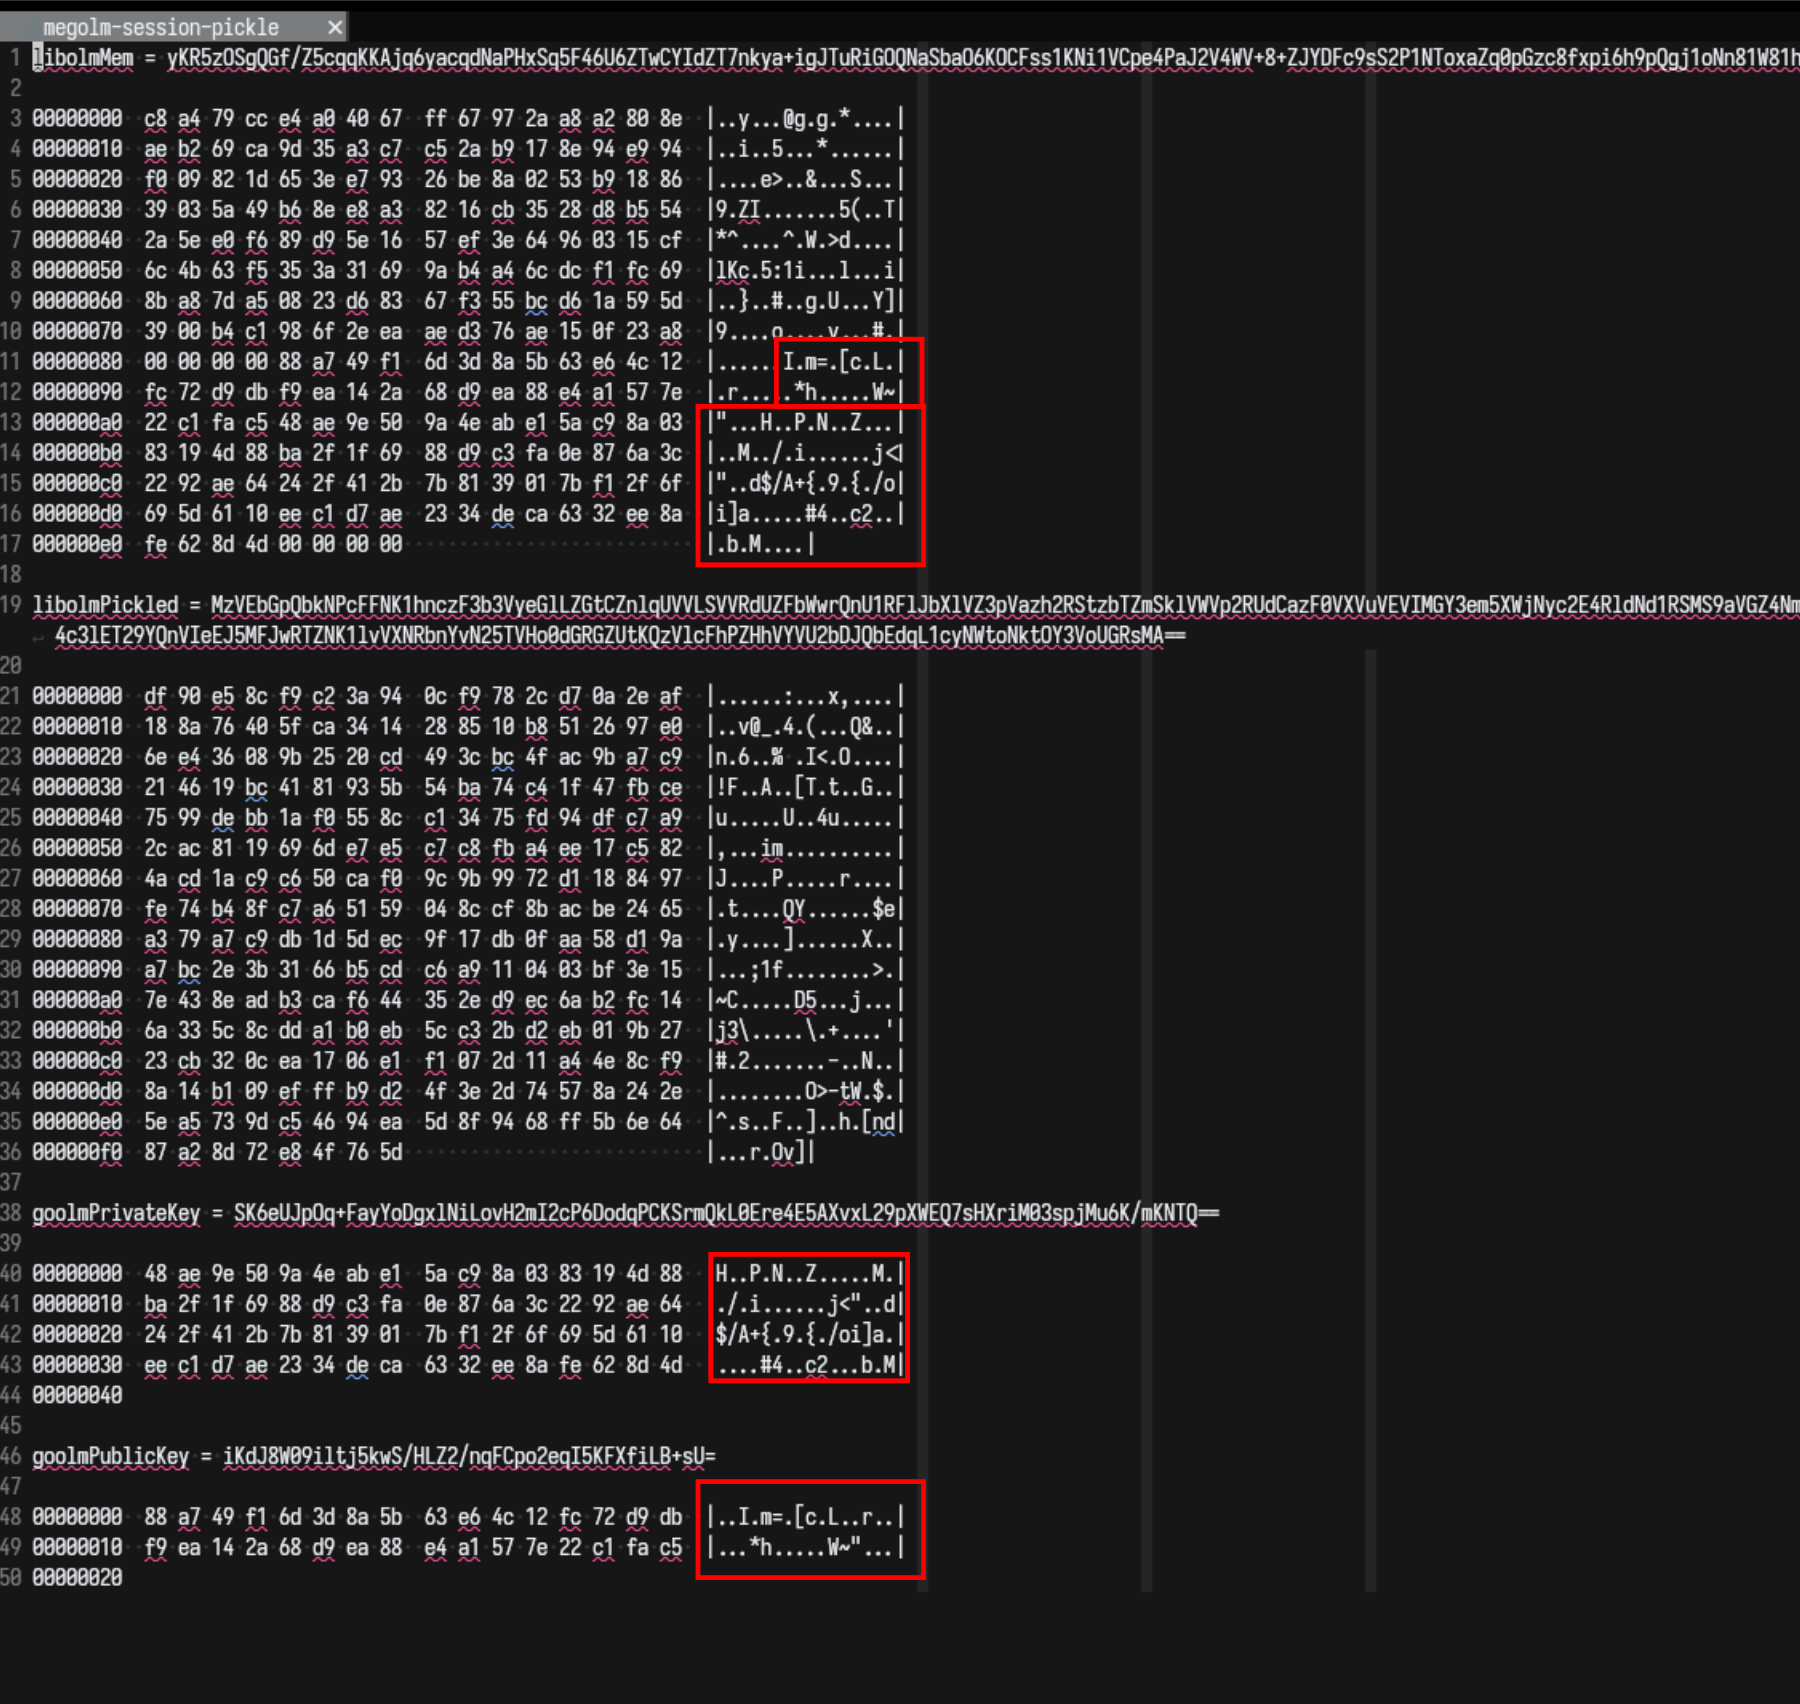 megolm-session-pickle ×
1 libolmMem = yKR5zOSgQGf/Z5cqqKKAjq6yacqdNaPHxSq5F46U6ZTwCYIdZT7nkya+igJTuRiGOQNaSbaO6KOCFss1KNi1VCpe4PaJ2V4WV+8+ZJYDFc9sS2P1NToxaZq0pGzc8fxpi6h9pQgj1oNn81W81h
2
3 00000000 c8 a4 79 cc e4 a0 40 67 ff 67 97 2a a8 a2 80 8e |..y...@g.g.*....|
4 00000010 ae b2 69 ca 9d 35 a3 c7 c5 2a b9 17 8e 94 e9 94 |..i..5...*......|
5 00000020 f0 09 82 1d 65 3e e7 93 26 be 8a 02 53 b9 18 86 |....e>..&...S...|
6 00000030 39 03 5a 49 b6 8e e8 a3 82 16 cb 35 28 d8 b5 54 |9.ZI.......5(..T|
7 00000040 2a 5e e0 f6 89 d9 5e 16 57 ef 3e 64 96 03 15 cf |*^....^.W.>d....|
8 00000050 6c 4b 63 f5 35 3a 31 69 9a b4 a4 6c dc f1 fc 69 |lKc.5:1i...l...i|
9 00000060 8b a8 7d a5 08 23 d6 83 67 f3 55 bc d6 1a 59 5d |..}..#..g.U...Y]|
10 00000070 39 00 b4 c1 98 6f 2e ea ae d3 76 ae 15 0f 23 a8 |9....o....v...#.|
11 00000080 00 00 00 00 88 a7 49 f1 6d 3d 8a 5b 63 e6 4c 12 |......I.m=.[c.L.|
12 00000090 fc 72 d9 db f9 ea 14 2a 68 d9 ea 88 e4 a1 57 7e |.r.....*h.....W~|
13 000000a0 22 c1 fa c5 48 ae 9e 50 9a 4e ab e1 5a c9 8a 03 |"...H..P.N..Z...|
14 000000b0 83 19 4d 88 ba 2f 1f 69 88 d9 c3 fa 0e 87 6a 3c |..M../.i......j<|
15 000000c0 22 92 ae 64 24 2f 41 2b 7b 81 39 01 7b f1 2f 6f |"..d$/A+{.9.{./o|
16 000000d0 69 5d 61 10 ee c1 d7 ae 23 34 de ca 63 32 ee 8a |i]a.....#4..c2..|
17 000000e0 fe 62 8d 4d 00 00 00 00 |.b.M....|
18
19 libolmPickled = MzVEbGpQbkNPcFFNK1hnczF3b3VyeGlLZGtCZnlqUVVLSVVRdUZFbWwrQnU1RFlJbXlVZ3pVazh2RStzbTZmSklVWVp2RUdCazF0VXVuVEVIMGY3em5XWjNyc2E4RldNd1RSMS9aVGZ4Nm
4c3lET29YQnVIeEJ5MFJwRTZNK1lvVXNRbnYvN25TVHo0dGRGZUtKQzVlcFhPZHhVYVU2bDJQbEdqL1cyNWtoNktOY3VoUGRsMA==
20
21 00000000 df 90 e5 8c f9 c2 3a 94 0c f9 78 2c d7 0a 2e af |......:...x,....|
22 00000010 18 8a 76 40 5f ca 34 14 28 85 10 b8 51 26 97 e0 |..v@_.4.(...Q&..|
23 00000020 6e e4 36 08 9b 25 20 cd 49 3c bc 4f ac 9b a7 c9 |n.6..% .I<.O....|
24 00000030 21 46 19 bc 41 81 93 5b 54 ba 74 c4 1f 47 fb ce |!F..A..[T.t..G..|
25 00000040 75 99 de bb 1a f0 55 8c c1 34 75 fd 94 df c7 a9 |u.....U..4u.....|
26 00000050 2c ac 81 19 69 6d e7 e5 c7 c8 fb a4 ee 17 c5 82 |,...im..........|
27 00000060 4a cd 1a c9 c6 50 ca f0 9c 9b 99 72 d1 18 84 97 |J....P.....r....|
28 00000070 fe 74 b4 8f c7 a6 51 59 04 8c cf 8b ac be 24 65 |.t....QY......$e|
29 00000080 a3 79 a7 c9 db 1d 5d ec 9f 17 db 0f aa 58 d1 9a |.y....]......X..|
30 00000090 a7 bc 2e 3b 31 66 b5 cd c6 a9 11 04 03 bf 3e 15 |...;1f........>.|
31 000000a0 7e 43 8e ad b3 ca f6 44 35 2e d9 ec 6a b2 fc 14 |~C.....D5...j...|
32 000000b0 6a 33 5c 8c dd a1 b0 eb 5c c3 2b d2 eb 01 9b 27 |j3\.....\.+....'|
33 000000c0 23 cb 32 0c ea 17 06 e1 f1 07 2d 11 a4 4e 8c f9 |#.2.......-..N..|
34 000000d0 8a 14 b1 09 ef ff b9 d2 4f 3e 2d 74 57 8a 24 2e |........O>-tW.$.|
35 000000e0 5e a5 73 9d c5 46 94 ea 5d 8f 94 68 ff 5b 6e 64 |^.s..F..]..h.[nd|
36 000000f0 87 a2 8d 72 e8 4f 76 5d |...r.Ov]|
37
38 goolmPrivateKey = SK6eUJpOq+FayYoDgxlNiLovH2mI2cP6DodqPCKSrmQkL0Ere4E5AXvxL29pXWEQ7sHXriM03spjMu6K/mKNTQ==
39
40 00000000 48 ae 9e 50 9a 4e ab e1 5a c9 8a 03 83 19 4d 88 H..P.N..Z.....M.|
41 00000010 ba 2f 1f 69 88 d9 c3 fa 0e 87 6a 3c 22 92 ae 64 ./.i......j<"..d|
42 00000020 24 2f 41 2b 7b 81 39 01 7b f1 2f 6f 69 5d 61 10 $/A+{.9.{./oi]a.|
43 00000030 ee c1 d7 ae 23 34 de ca 63 32 ee 8a fe 62 8d 4d ....#4..c2...b.M|
44 00000040
45
46 goolmPublicKey = iKdJ8W09iltj5kwS/HLZ2/nqFCpo2eqI5KFXfiLB+sU=
47
48 00000000 88 a7 49 f1 6d 3d 8a 5b 63 e6 4c 12 fc 72 d9 db |..I.m=.[c.L..r..|
49 00000010 f9 ea 14 2a 68 d9 ea 88 e4 a1 57 7e 22 c1 fa c5 |...*h.....W~"...|
50 00000020